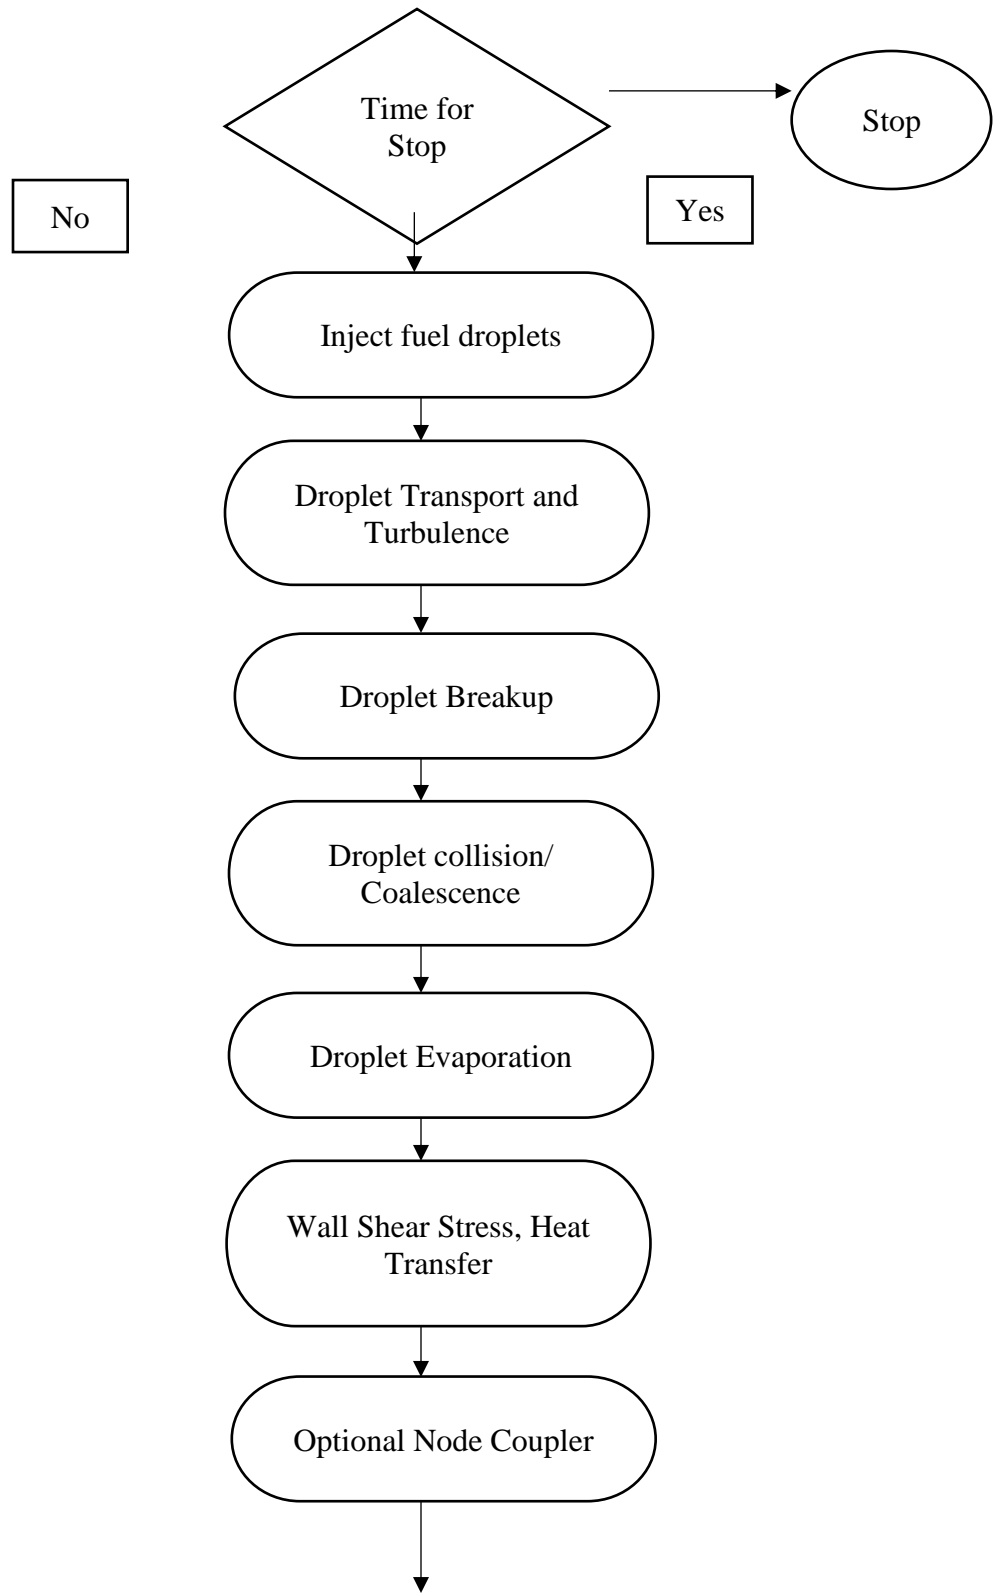 Time for
Stop
Stop
No
Yes
Inject fuel droplets
Droplet Transport and
Turbulence
Droplet Breakup
Droplet collision/
Coalescence
Droplet Evaporation
Wall Shear Stress, Heat
Transfer
Optional Node Coupler